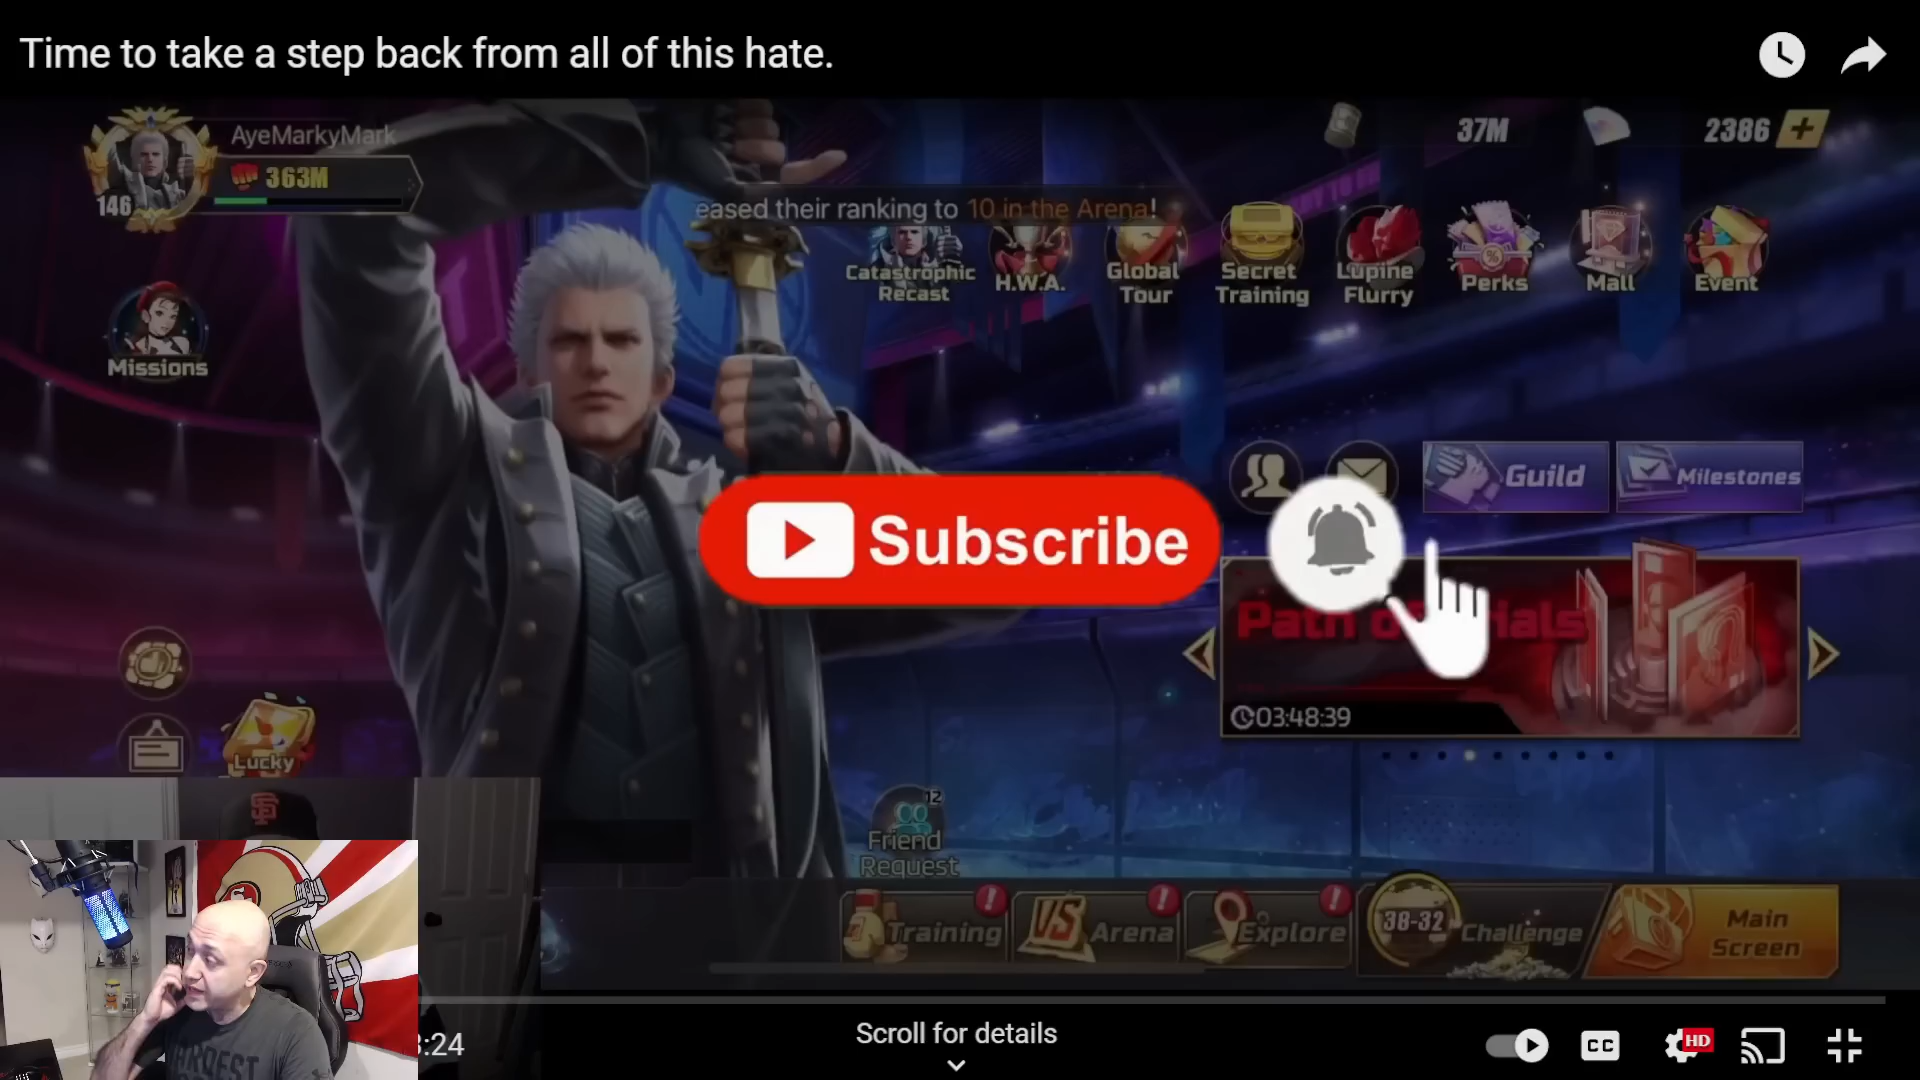 Time to take a step back from all of this hate.
AyeMarkyMark
363M
146
37M
2386
eased their ranking to 10 in the Arena!
Catastrophic
Recast
H.W.A.
Global
Tour
Secret
Training
Lupine
Flurry
Perks
Mall
Event
Missions
Guild
Milestones
Subscribe
03:48:39
Lucky
SF
12
Friend
Request
Training
VS
Arena
Explore
38-32
Challenge
Main
Screen
:24
Scroll for details
CC
HD